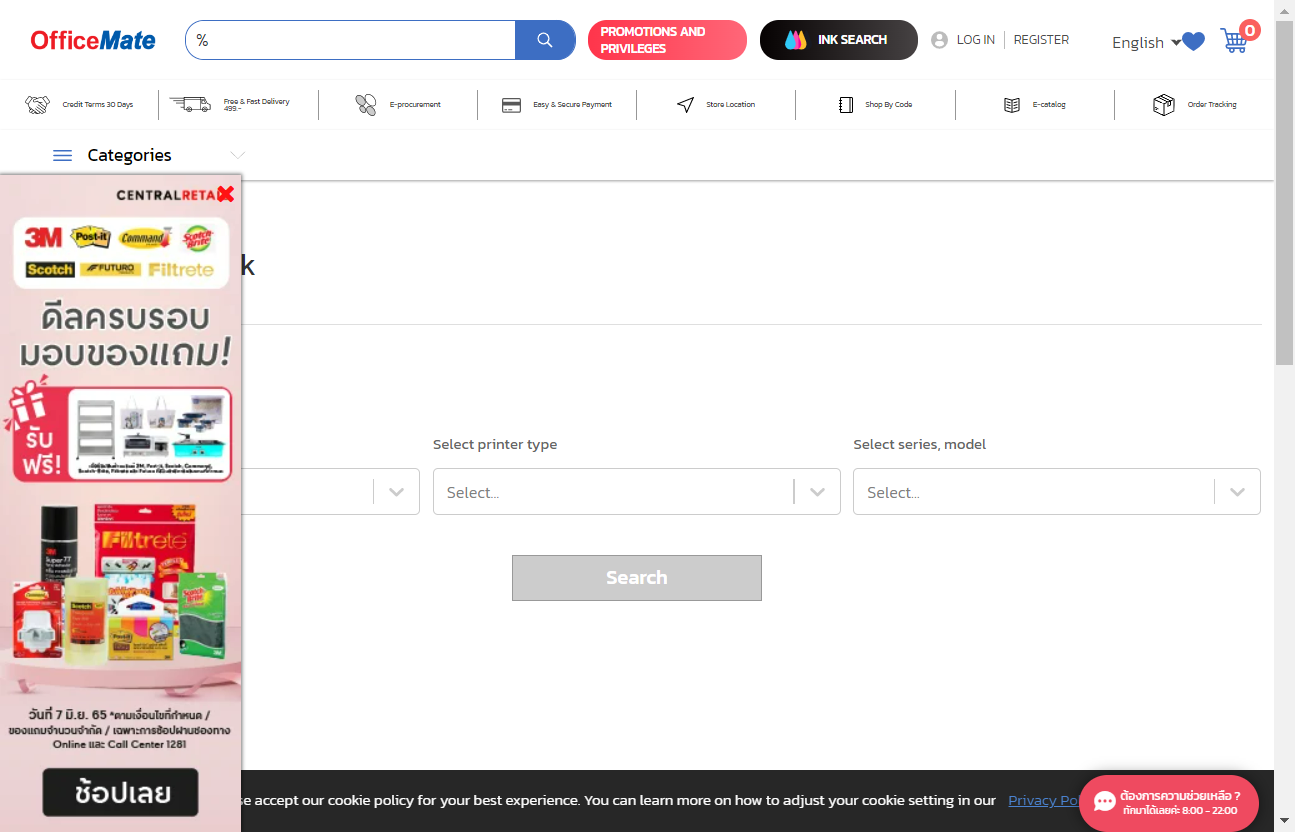 OfficeMate
%
PROMOTIONS AND
PRIVILEGES
INK SEARCH
LOG IN
REGISTER
English
0
Credit Terms 30 Days
Free & Fast Delivery
499.-
E-procurement
Easy & Secure Payment
Store Location
Shop By Code
E-catalog
Order Tracking
Categories
CENTRALRETA
3M
Post-it
Command
Scotch Brite
Scotch
FUTURO
Filtrete
ดีลครบรอบ
มอบของแถม!
รับ
ฟรี!
k
Select printer type
Select series, model
Select...
Select...
Search
Filtrete
3M
Super 77
Command
Scotch
Post-it
Scotch Brite
วันที่ 7 มิ.ย. 65 *ตามเงื่อนไขที่กำหนด /
ของแถมจำนวนจำกัด / เฉพาะการช้อปผ่านช่องทาง
Online และ Call Center 1281
ช้อปเลย
se accept our cookie policy for your best experience. You can learn more on how to adjust your cookie setting in our
Privacy Po
ต้องการความช่วยเหลือ ?
ทักมาได้เลยค่ะ 8:00 - 22:00